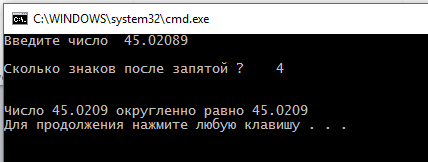 C:\WINDOWS\system32\cmd.exe
Введите число 45.02089
Сколько знаков после запятой ? 4
Число 45.0209 округленно равно 45.0209
Для продолжения нажмите любую клавишу . . .